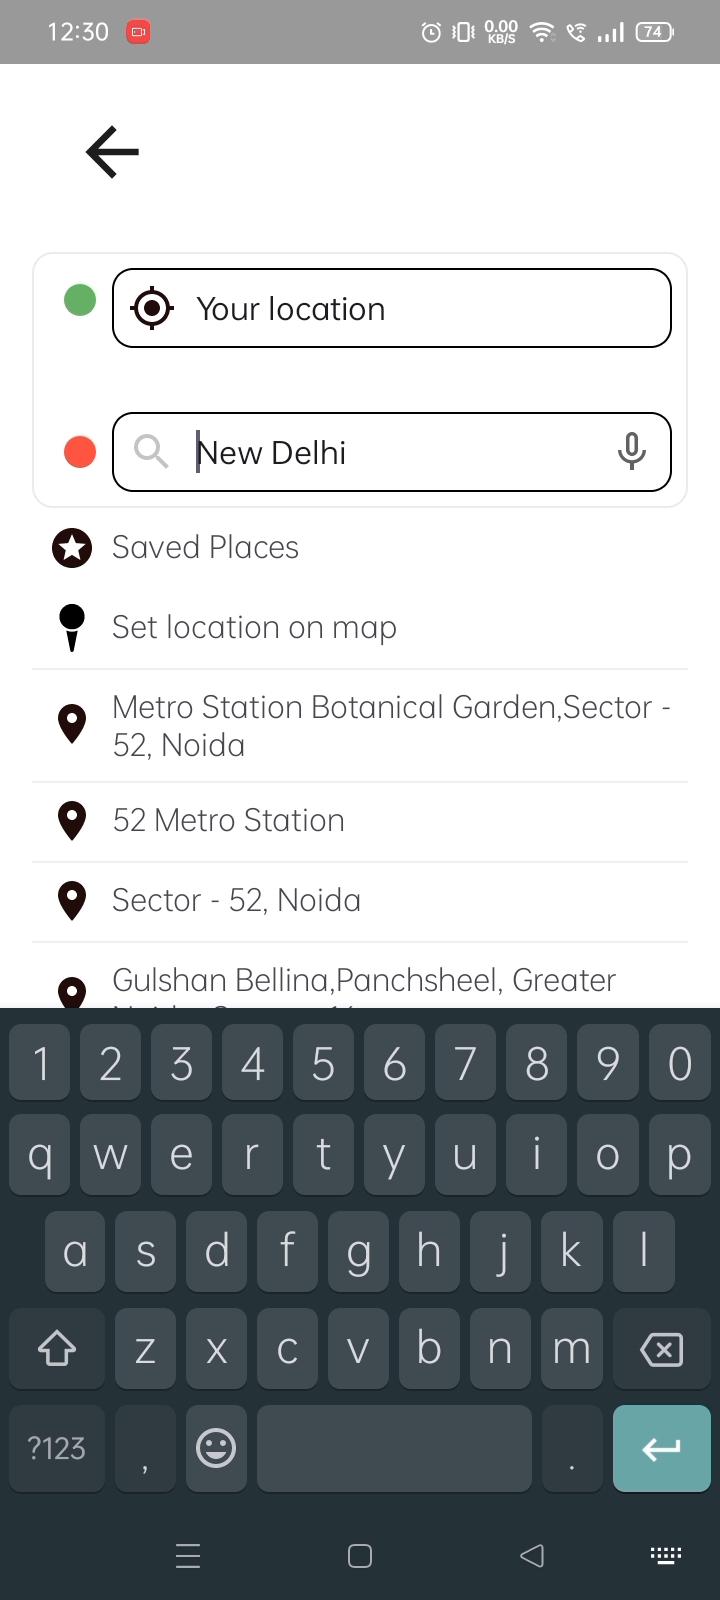 12:30
0.00
KB/S
74
Your location
New Delhi
Saved Places
Set location on map
Metro Station Botanical Garden,Sector -
52, Noida
52 Metro Station
Sector - 52, Noida
Gulshan Bellina,Panchsheel, Greater
1 2 3 4 5 6 7 8 9 0
q w e r t y u i o p
a s d f g h j k l
z x c v b n m
?123 , .